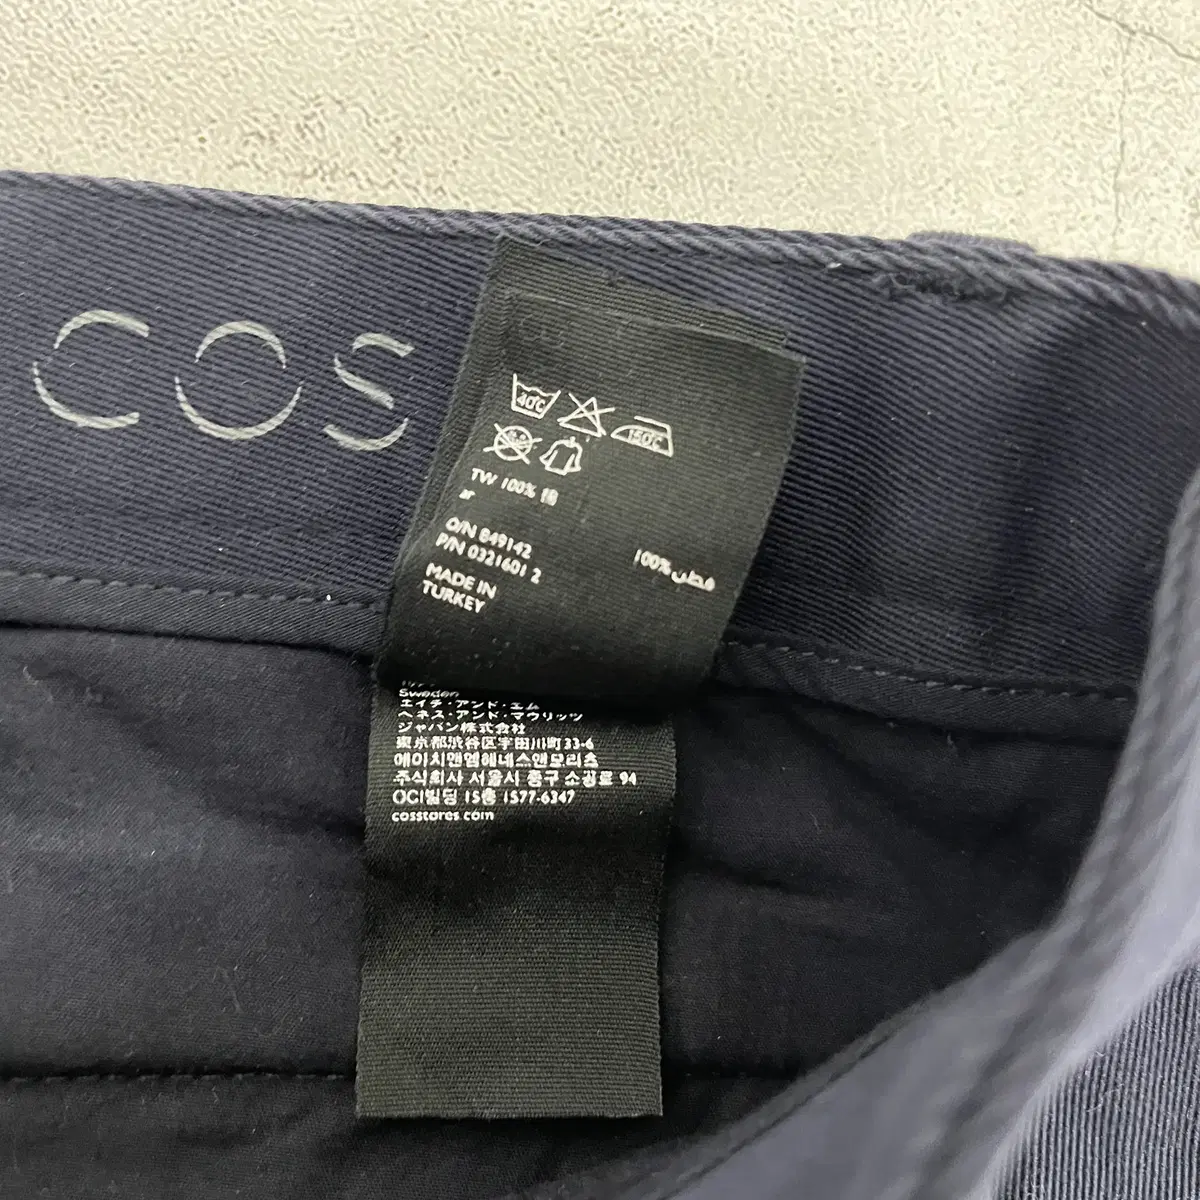 COS
40°C
150°C
TW 100% 棉
ar
100% قطن
O/N 849142
P/N 0321601 2
MADE IN
TURKEY
Sweden
エイチ・アンド・エム
ヘネス・アンド・マウリッツ
ジャパン株式会社
東京都渋谷区宇田川町33-6
에이치앤엠헤네스앤모리츠
주식회사 서울시 중구 소공로 94
OCI빌딩 15층 1577-6347
cosstores.com